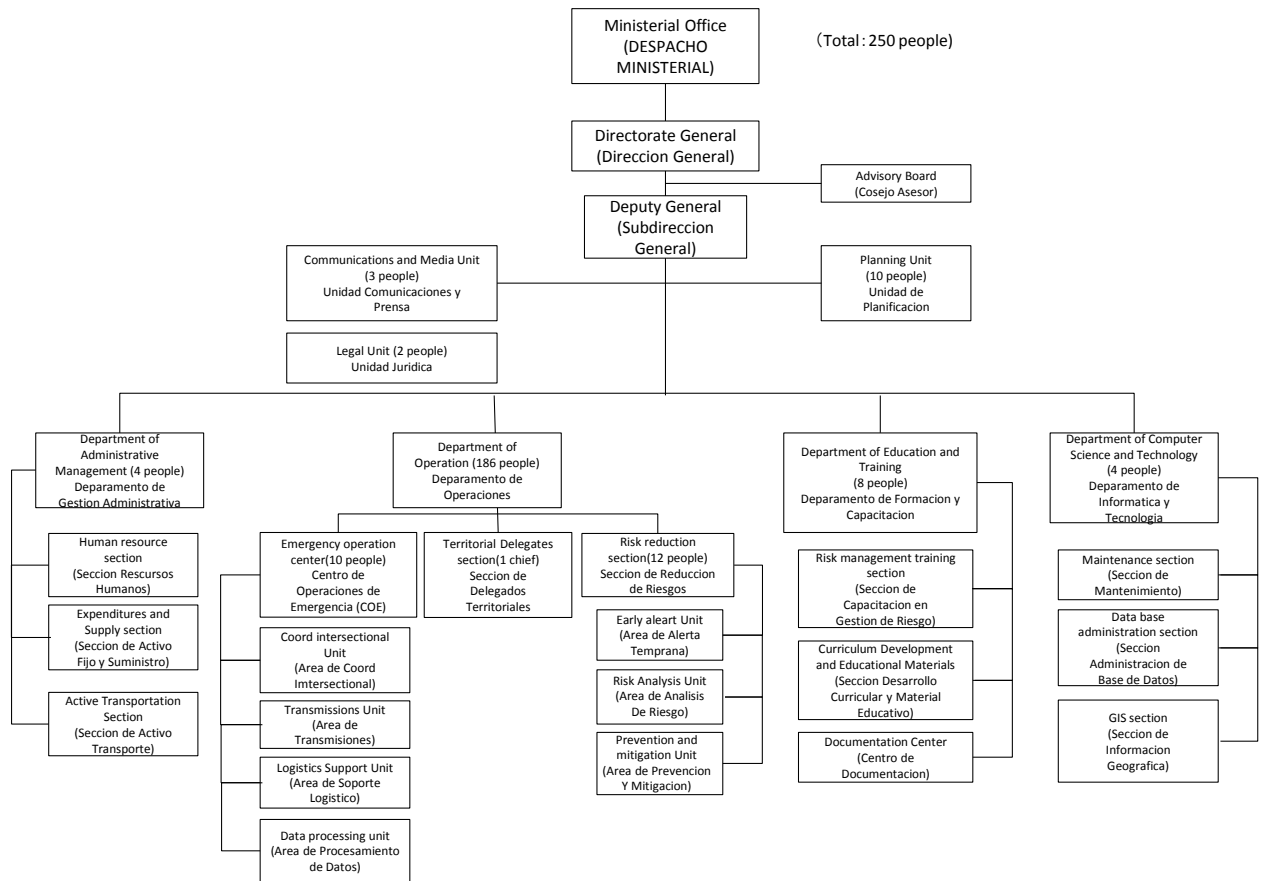 Ministerial Office
(DESPACHO
MINISTERIAL)
(Total : 250 people)
Directorate General
(Direccion General)
Advisory Board
(Cosejo Asesor)
Deputy General
(Subdireccion
General)
Communications and Media Unit
(3 people)
Unidad Comunicaciones y
Prensa
Planning Unit
(10 people)
Unidad de
Planificacion
Legal Unit (2 people)
Unidad Juridica
Department of
Administrative
Management (4 people)
Deparamento de
Gestion Administrativa
Department of
Operation (186 people)
Deparamento de
Operaciones
Department of Education and
Training
(8 people)
Deparamento de Formacion y
Capacitacion
Department of Computer
Science and Technology
(4 people)
Deparamento de
Informatica y
Tecnologia
Human resource
section
(Seccion Rescursos
Humanos)
Expenditures and
Supply section
(Seccion de Activo
Fijo y Suministro)
Active Transportation
Section
(Seccion de Activo
Transporte)
Emergency operation
center(10 people)
Centro de
Operaciones de
Emergencia (COE)
Coord intersectional
Unit
(Area de Coord
Imtersectional)
Transmissions Unit
(Area de
Transmisiones)
Logistics Support Unit
(Area de Soporte
Logistico)
Data processing unit
(Area de Procesamiento
de Datos)
Territorial Delegates
section(1 chief)
Seccion de
Delegados
Territoriales
Risk reduction
section(12 people)
Seccion de Reduccion
de Riesgos
Early aleart Unit
(Area de Alerta
Temprana)
Risk Analysis Unit
(Area de Analisis
De Riesgo)
Prevention and
mitigation Unit
(Area de Prevencion
Y Mitigacion)
Risk management training
section
(Seccion de
Capacitacion en
Gestion de Riesgo)
Curriculum Development
and Educational Materials
(Seccion Desarrollo
Curricular y Material
Educativo)
Documentation Center
(Centro de
Documentacion)
Maintenance section
(Seccion de
Mantenimiento)
Data base
administration section
(Seccion
Administracion de
Base de Datos)
GIS section
(Seccion de
Informacion
Geografica)